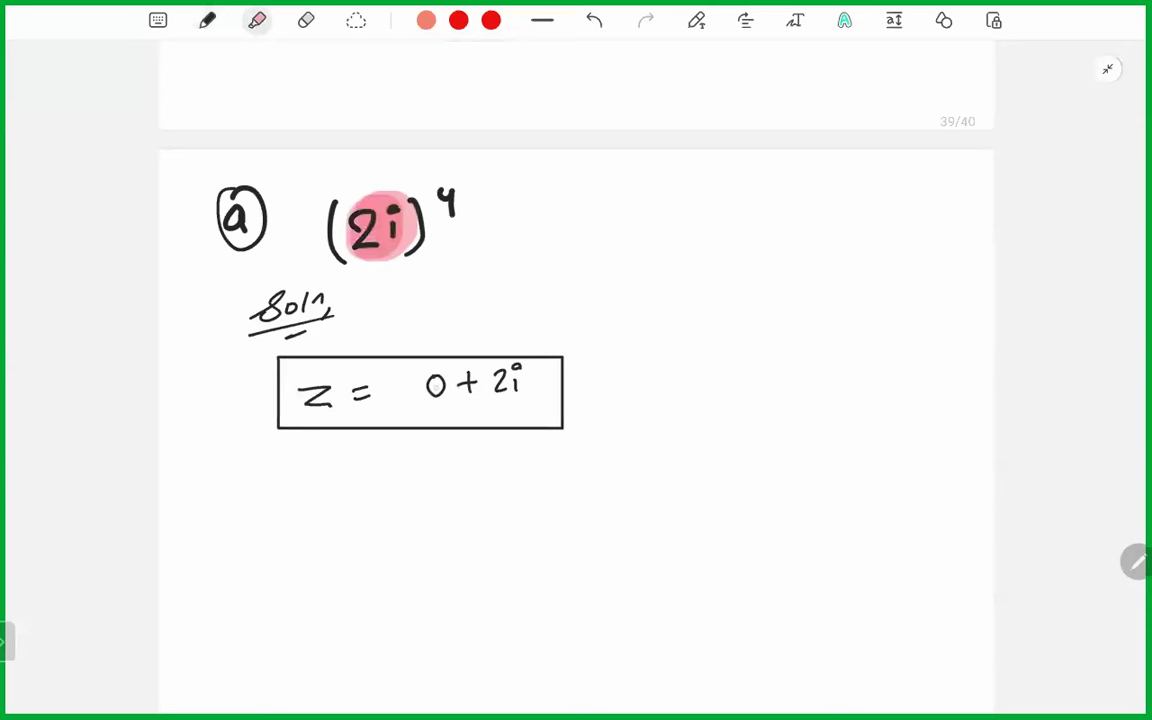 39/40
a (2i)⁴
Soln,
z = 0 + 2i